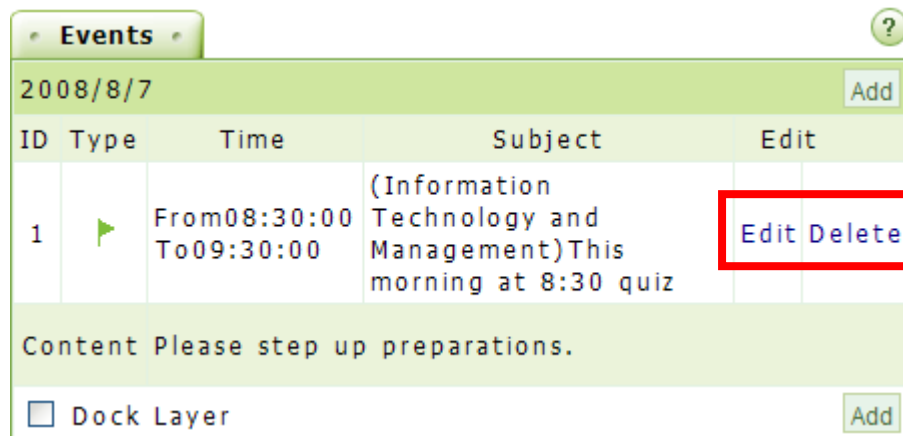 Events
?
2008/8/7 Add
ID Type Time Subject Edit
1 From08:30:00 To09:30:00 (Information Technology and Management)This morning at 8:30 quiz Edit Delete
Content Please step up preparations.
Dock Layer Add